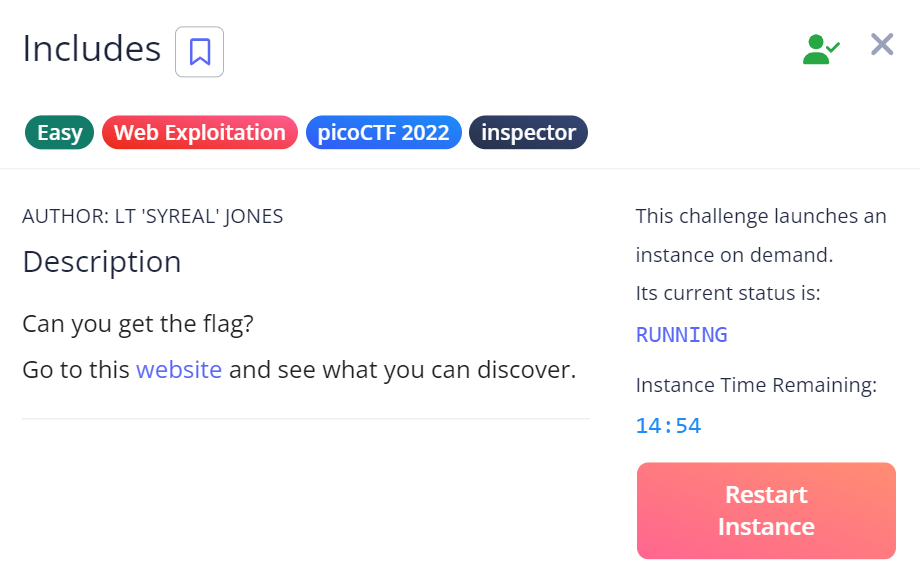 Includes
Easy
Web Exploitation
picoCTF 2022
inspector
AUTHOR: LT 'SYREAL' JONES
Description
Can you get the flag?
Go to this website and see what you can discover.
This challenge launches an
instance on demand.
Its current status is:
RUNNING
Instance Time Remaining:
14:54
Restart
Instance